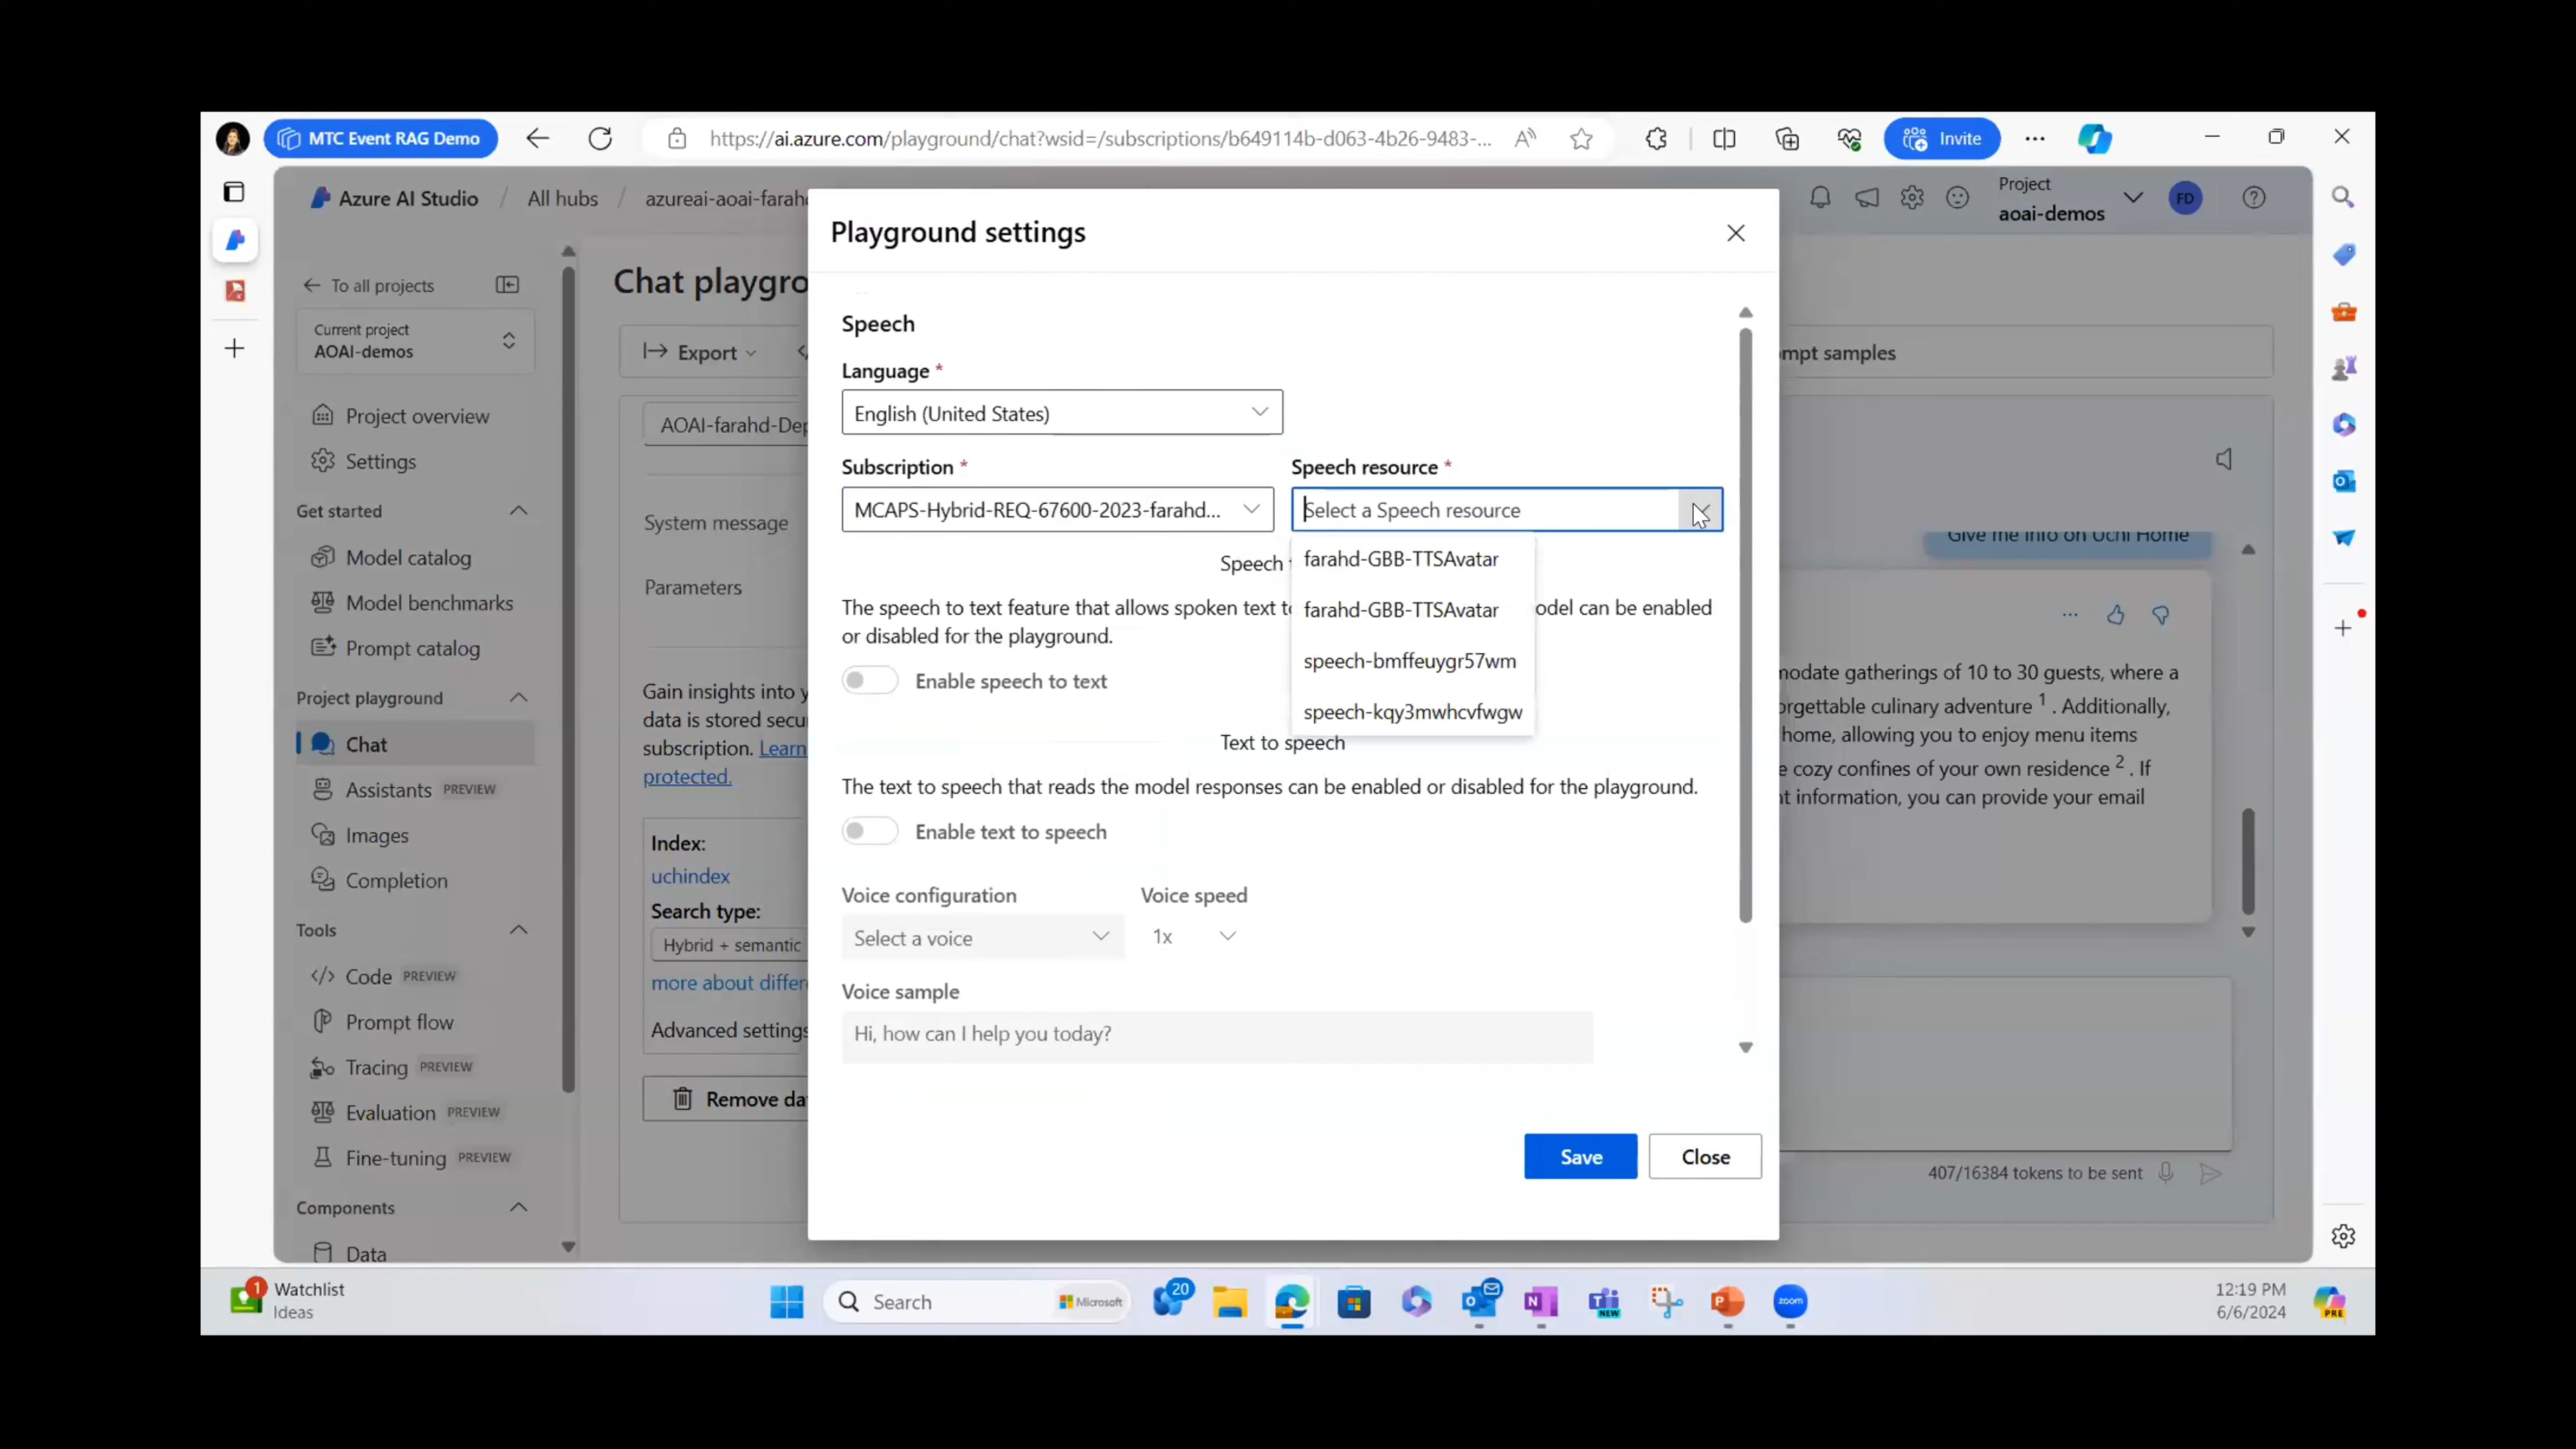 MTC Event RAG Demo
https://ai.azure.com/playground/chat?wsid=/subscriptions/b649114b-d063-4b26-9483-...
Invite
Azure AI Studio / All hubs / azureai-aoai-farahd
Project
aoai-demos
FD
To all projects
Current project
AOAI-demos
Project overview
Settings
Get started
Model catalog
Model benchmarks
Prompt catalog
Project playground
Chat
Assistants PREVIEW
Images
Completion
Tools
Code PREVIEW
Prompt flow
Tracing PREVIEW
Evaluation PREVIEW
Fine-tuning PREVIEW
Components
Data
Chat playgro
Export
AOAI-farahd-Dep
System message
Parameters
Gain insights into y
data is stored secu
subscription. Learn
protected.
Index:
uchindex
Search type:
Hybrid + semantic
more about differ
Advanced settings
Remove da
Playground settings
Speech
Language *
English (United States)
Subscription *
MCAPS-Hybrid-REQ-67600-2023-farahd...
Speech resource *
Select a Speech resource
farahd-GBB-TTSAvatar
farahd-GBB-TTSAvatar
speech-bmffeuygr57wm
speech-kqy3mwhcvfwgw
Speech t
The speech to text feature that allows spoken text to odel can be enabled
or disabled for the playground.
Enable speech to text
Text to speech
The text to speech that reads the model responses can be enabled or disabled for the playground.
Enable text to speech
Voice configuration
Select a voice
Voice speed
1x
Voice sample
Hi, how can I help you today?
Save
Close
mpt samples
Give me info on Uchi Home
nodate gatherings of 10 to 30 guests, where a
orgettable culinary adventure 1 . Additionally,
home, allowing you to enjoy menu items
e cozy confines of your own residence 2 . If
t information, you can provide your email
407/16384 tokens to be sent
1
Watchlist
Ideas
Search
Microsoft
20
NEW
zoom
12:19 PM
6/6/2024
PRE